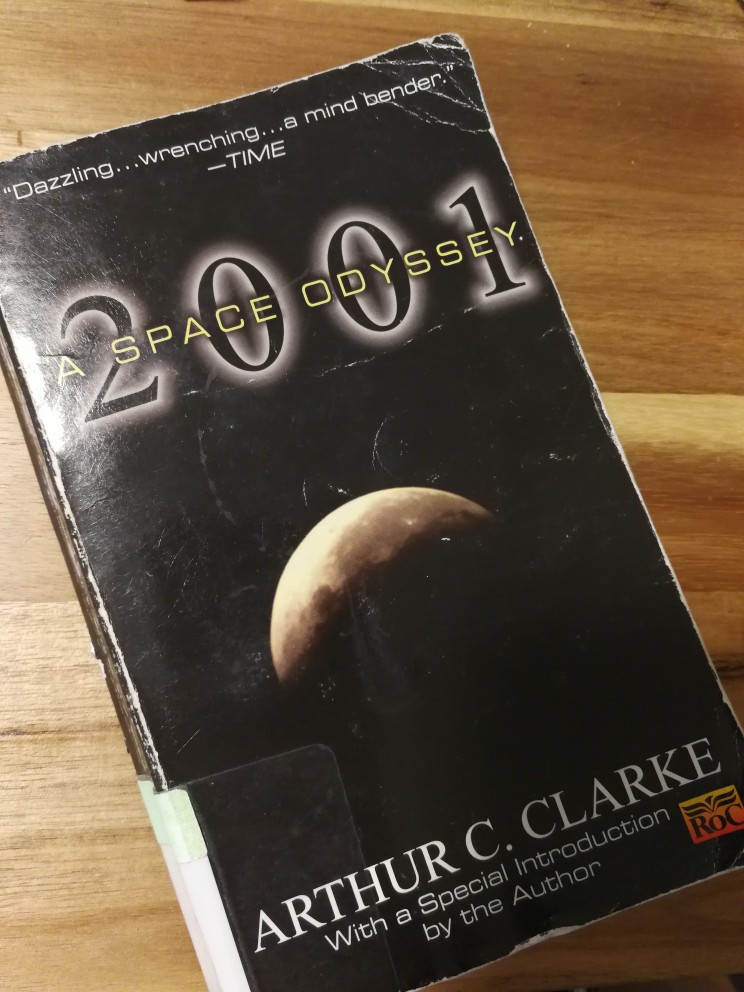 “Dazzling...wrenching...a mind bender.”
—TIME
2001
A SPACE ODYSSEY
ARTHUR C. CLARKE
With a Special Introduction
by the Author
ROC